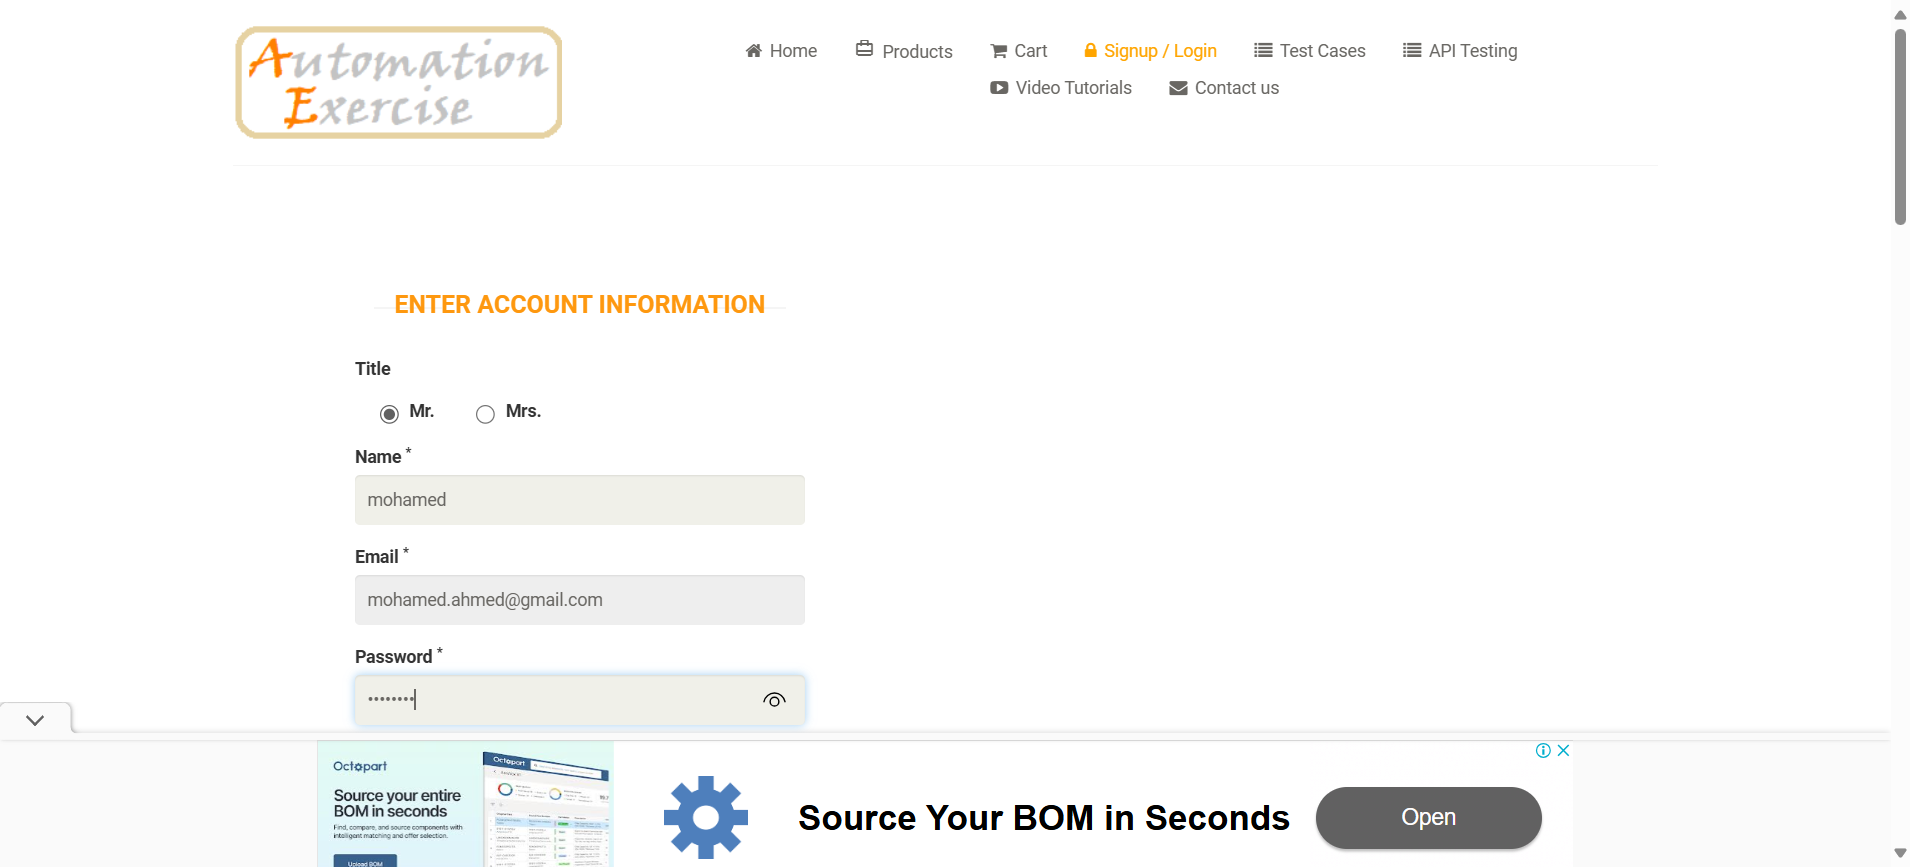 Automation
Exercise
Home
Products
Cart
Signup / Login
Test Cases
API Testing
Video Tutorials
Contact us
ENTER ACCOUNT INFORMATION
Title
Mr.
Mrs.
Name *
mohamed
Email *
mohamed.ahmed@gmail.com
Password *
••••••••
Octopart
Source your entire
BOM in seconds
Find, compare, and source components with
intelligent matching and offer selection.
Upload BOM
Octopart
Source Your BOM in Seconds
Open